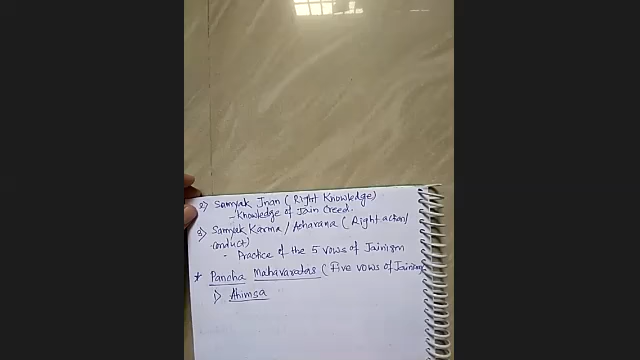 2) Samyak Jnan (Right Knowledge)
- Knowledge of Jain Creed.
3) Samyak Karma / Acharana (Right action/
conduct)
- Practice of the 5 vows of Jainism
* Pancha Mahavaratas (Five vows of Jainism
1) Ahimsa